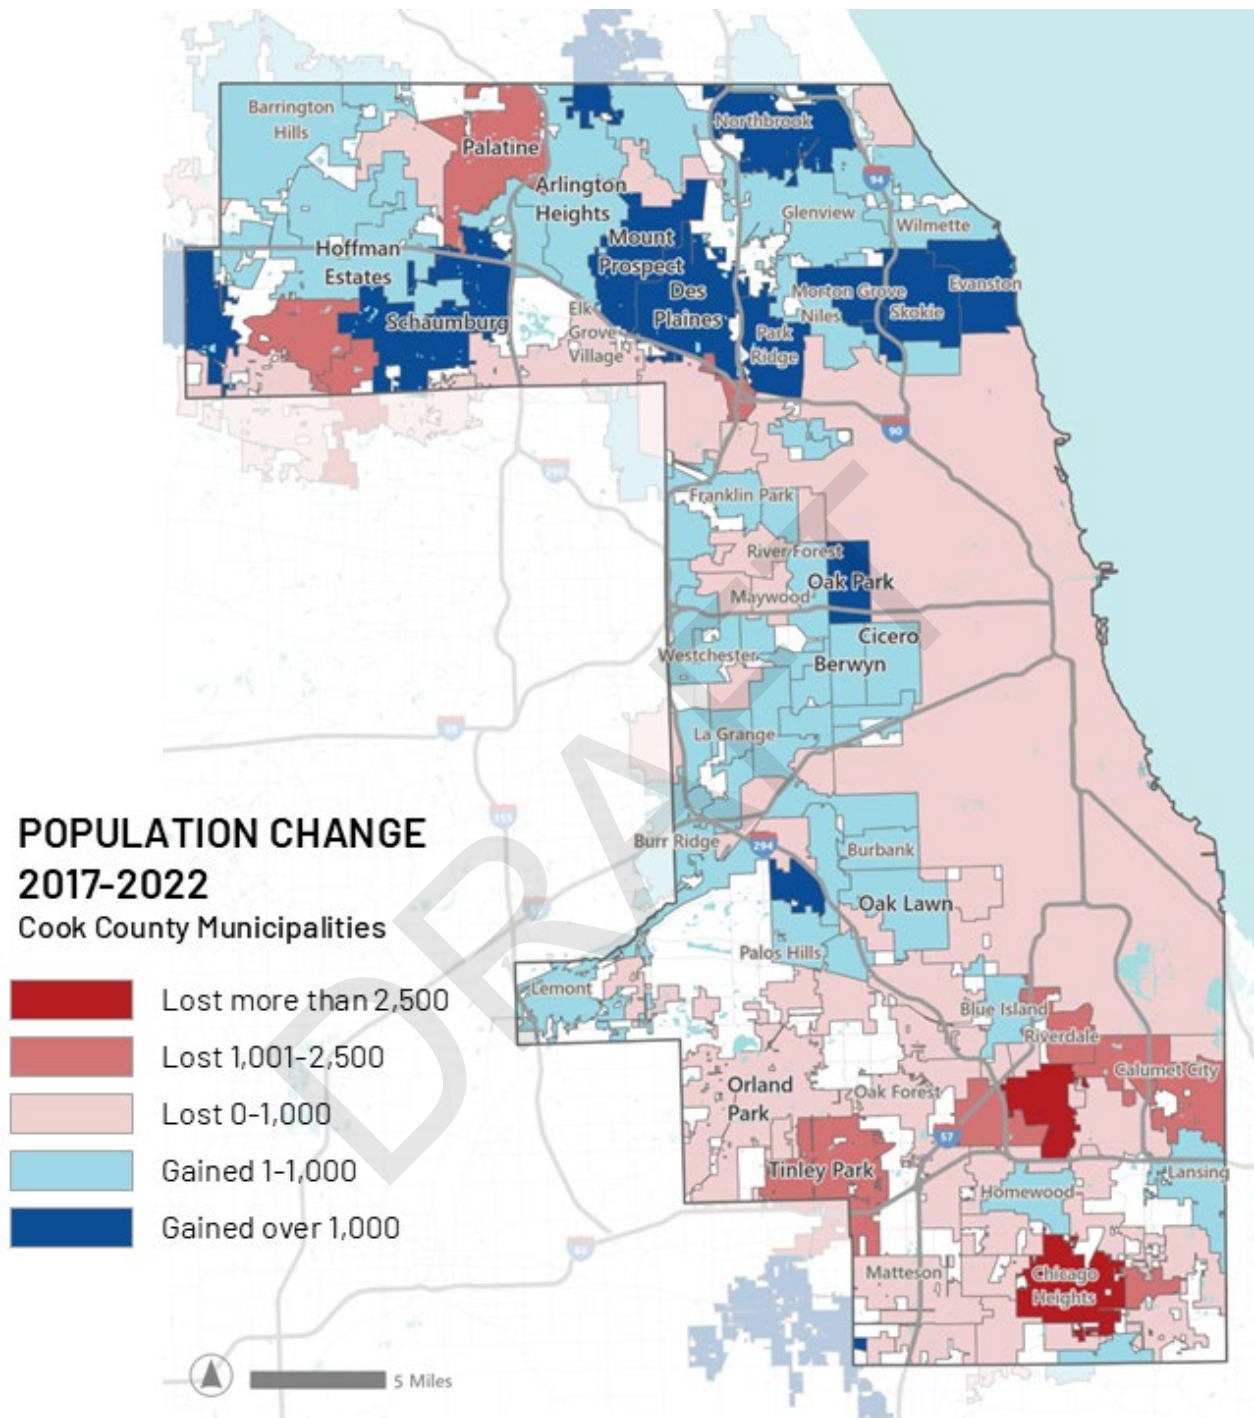 Barrington
Hills
Palatine
Northbrook
94
Arlington
Heights
Glenview
Wilmette
Hoffman
Estates
Mount
Prospect
Des
Plaines
Morton Grove
Niles
Skokie
Evanston
Schaumburg
Elk
Grove
Village
Park
Ridge
90
290
Franklin Park
River Forest
Oak Park
Maywood
Cicero
Westchester
Berwyn
88
La Grange
355
POPULATION CHANGE
2017-2022
Cook County Municipalities
Burr Ridge
294
Burbank
Oak Lawn
Palos Hills
Lemont
Blue Island
Riverdale
Calumet City
Orland
Park
Oak Forest
57
Tinley Park
Lansing
Homewood
80
Matteson
Chicago
Heights
Lost more than 2,500
Lost 1,001-2,500
Lost 0-1,000
Gained 1-1,000
Gained over 1,000
5 Miles
DRAFT